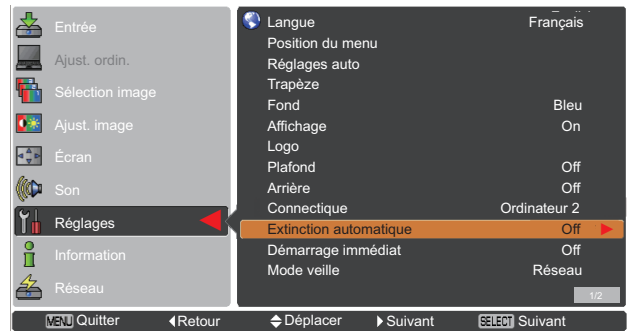 Entrée
Ajust. ordin.
Sélection image
Ajust. image
Écran
Son
Réglages
Information
Réseau
Langue Français
Position du menu
Réglages auto
Trapèze
Fond Bleu
Affichage On
Logo
Plafond Off
Arrière Off
Connectique Ordinateur 2
Extinction automatique Off
Démarrage immédiat Off
Mode veille Réseau
1/2
MENU Quitter Retour Déplacer Suivant SELECT Suivant